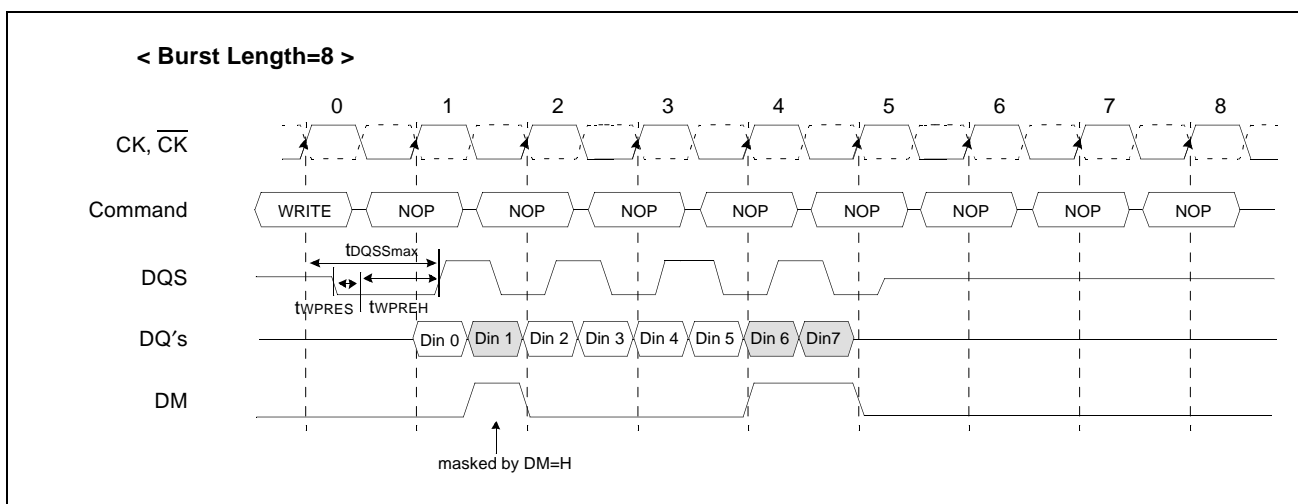 < Burst Length=8 >
0 1 2 3 4 5 6 7 8
CK, CK
Command WRITE NOP NOP NOP NOP NOP NOP NOP NOP
tDQSSmax
DQS
tWPRES tWPREH
DQ′s Din 0 Din 1 Din 2 Din 3 Din 4 Din 5 Din 6 Din7
DM
masked by DM=H